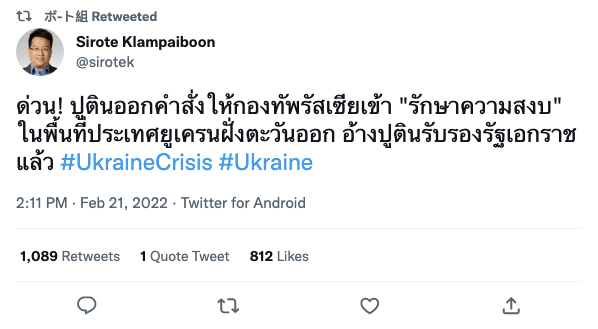 ボ-ト組 Retweeted
Sirote Klampaiboon
@sirotek
ด่วน! ปูตินออกคำสั่งให้กองทัพรัสเซียเข้า "รักษาความสงบ"
ในพื้นที่ประเทศยูเครนฝั่งตะวันออก อ้างปูตินรับรองรัฐเอกราช
แล้ว #UkraineCrisis #Ukraine
2:11 PM · Feb 21, 2022 · Twitter for Android
1,089 Retweets 1 Quote Tweet 812 Likes